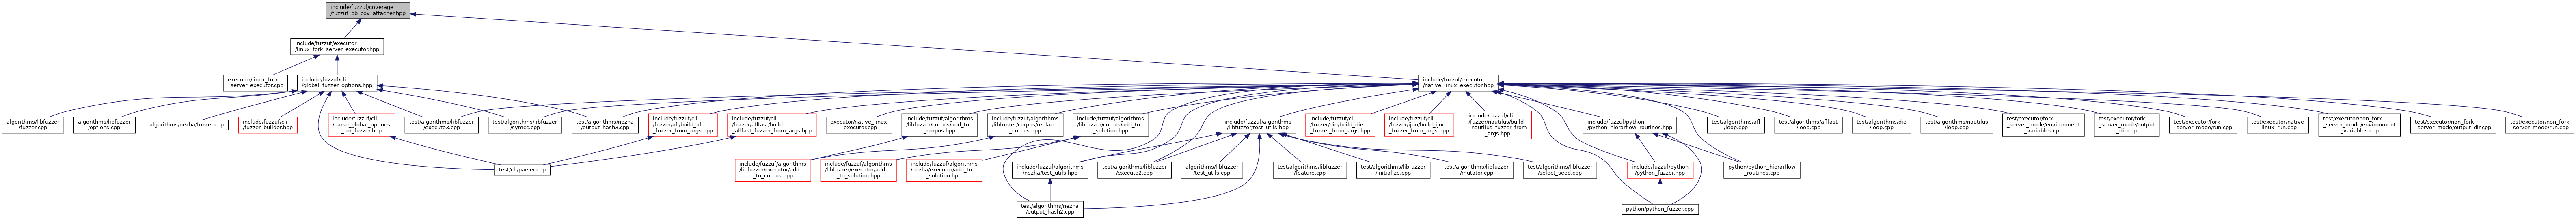 include/fuzzuf/coverage
/fuzzuf_bb_cov_attacher.hpp
include/fuzzuf/executor
/linux_fork_server_executor.hpp
executor/linux_fork
_server_executor.cpp
include/fuzzuf/cli
/global_fuzzer_options.hpp
include/fuzzuf/executor
/native_linux_executor.hpp
algorithms/libfuzzer
/fuzzer.cpp
algorithms/libfuzzer
/options.cpp
algorithms/nezha/fuzzer.cpp
include/fuzzuf/cli
/fuzzer_builder.hpp
include/fuzzuf/cli
/parse_global_options
_for_fuzzer.hpp
test/algorithms/libfuzzer
/execute3.cpp
test/algorithms/libfuzzer
/symcc.cpp
test/algorithms/nezha
/output_hash3.cpp
include/fuzzuf/cli
/fuzzer/afl/build_afl
_fuzzer_from_args.hpp
include/fuzzuf/cli
/fuzzer/aflfast/build
_aflfast_fuzzer_from_args.hpp
executor/native_linux
_executor.cpp
include/fuzzuf/algorithms
/libfuzzer/corpus/add_to
_corpus.hpp
include/fuzzuf/algorithms
/libfuzzer/corpus/replace
_corpus.hpp
include/fuzzuf/algorithms
/libfuzzer/corpus/add_to
_solution.hpp
include/fuzzuf/algorithms
/libfuzzer/test_utils.hpp
include/fuzzuf/cli
/fuzzer/die/build_die
_fuzzer_from_args.hpp
include/fuzzuf/cli
/fuzzer/ijon/build_ijon
_fuzzer_from_args.hpp
include/fuzzuf/cli
/fuzzer/nautilus/build
_nautilus_fuzzer_from
_args.hpp
include/fuzzuf/python
/python_hieraflow_routines.hpp
test/algorithms/afl
/loop.cpp
test/algorithms/aflfast
/loop.cpp
test/algorithms/die
/loop.cpp
test/algorithms/nautilus
/loop.cpp
test/executor/fork
_server_mode/environment
_variables.cpp
test/executor/fork
_server_mode/output
_dir.cpp
test/executor/fork
_server_mode/run.cpp
test/executor/native
_linux_run.cpp
test/executor/non_fork
_server_mode/environment
_variables.cpp
test/executor/non_fork
_server_mode/output_dir.cpp
test/executor/non_fork
_server_mode/run.cpp
test/cli/parser.cpp
include/fuzzuf/algorithms
/libfuzzer/executor/add
_to_corpus.hpp
include/fuzzuf/algorithms
/libfuzzer/executor/add
_to_solution.hpp
include/fuzzuf/algorithms
/nezha/executor/add_to
_solution.hpp
include/fuzzuf/algorithms
/nezha/test_utils.hpp
test/algorithms/libfuzzer
/execute2.cpp
algorithms/libfuzzer
/test_utils.cpp
test/algorithms/libfuzzer
/feature.cpp
test/algorithms/libfuzzer
/initialize.cpp
test/algorithms/libfuzzer
/mutator.cpp
test/algorithms/libfuzzer
/select_seed.cpp
include/fuzzuf/python
/python_fuzzer.hpp
python/python_hierarflow
_routines.cpp
test/algorithms/nezha
/output_hash2.cpp
python/python_fuzzer.cpp